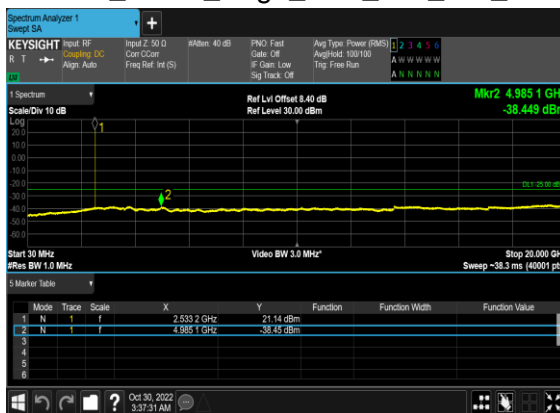 Spectrum Analyzer 1
Swept SA
+
KEYSIGHT
R T
LU
Input: RF
Coupling: DC
Align: Auto
Input Z: 50 Ω
Corr CCorr
Freq Ref: Int (S)
#Atten: 40 dB
PNO: Fast
Gate: Off
IF Gain: Low
Sig Track: Off
Avg Type: Power (RMS)
Avg|Hold: 100/100
Trig: Free Run
1 2 3 4 5 6
A W W W W W
A N N N N N
1 Spectrum
Scale/Div 10 dB
Ref Lvl Offset 8.40 dB
Ref Level 30.00 dBm
Mkr2 4.985 1 GH
-38.449 dBr
Log
20.0
10.0
0.00
-10.0
-20.0
-30.0
-40.0
-50.0
-60.0
1
2
DL1 -25.00 dB
Start 30 MHz
#Res BW 1.0 MHz
Video BW 3.0 MHz*
Stop 20.000 GH
Sweep ~38.3 ms (40001 pt
5 Marker Table
Mode Trace Scale X Y Function Function Width Function Value
1 N 1 f 2.533 2 GHz 21.14 dBm
2 N 1 f 4.985 1 GHz -38.45 dBm
3
4
5
6
?
Oct 30, 2022
3:37:31 AM